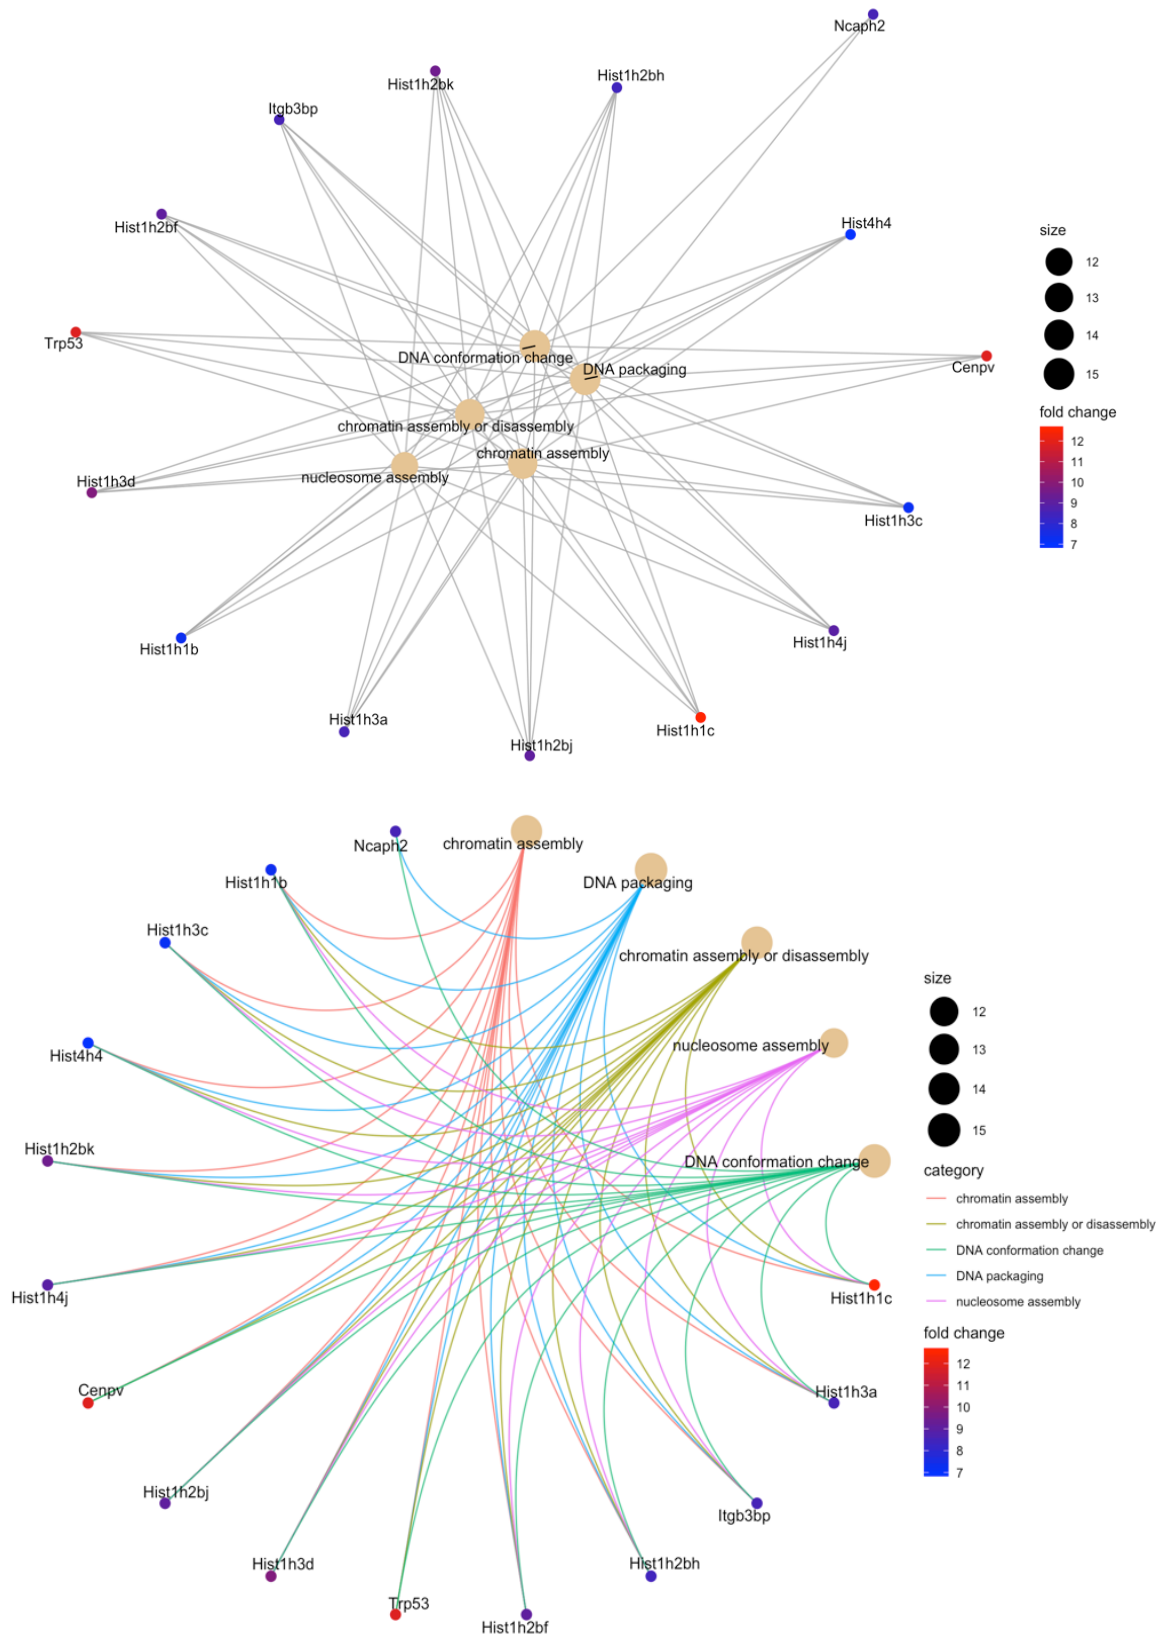 Ncaph2
Hist1h2bk
Hist1h2bh
Itgb3bp
Hist1h2bf
Hist4h4
Trp53
Cenpv
DNA conformation change
DNA packaging
chromatin assembly or disassembly
chromatin assembly
nucleosome assembly
Hist1h3d
Hist1h3c
Hist1h4j
Hist1h1b
Hist1h3a
Hist1h1c
Hist1h2bj
size
12
13
14
15
fold change
12
11
10
9
8
7
Ncaph2
chromatin assembly
Hist1h1b
DNA packaging
Hist1h3c
chromatin assembly or disassembly
Hist4h4
nucleosome assembly
Hist1h2bk
DNA conformation change
Hist1h4j
Hist1h1c
Cenpv
Hist1h3a
Hist1h2bj
Itgb3bp
Hist1h3d
Hist1h2bh
Trp53
Hist1h2bf
size
12
13
14
15
category
chromatin assembly
chromatin assembly or disassembly
DNA conformation change
DNA packaging
nucleosome assembly
fold change
12
11
10
9
8
7